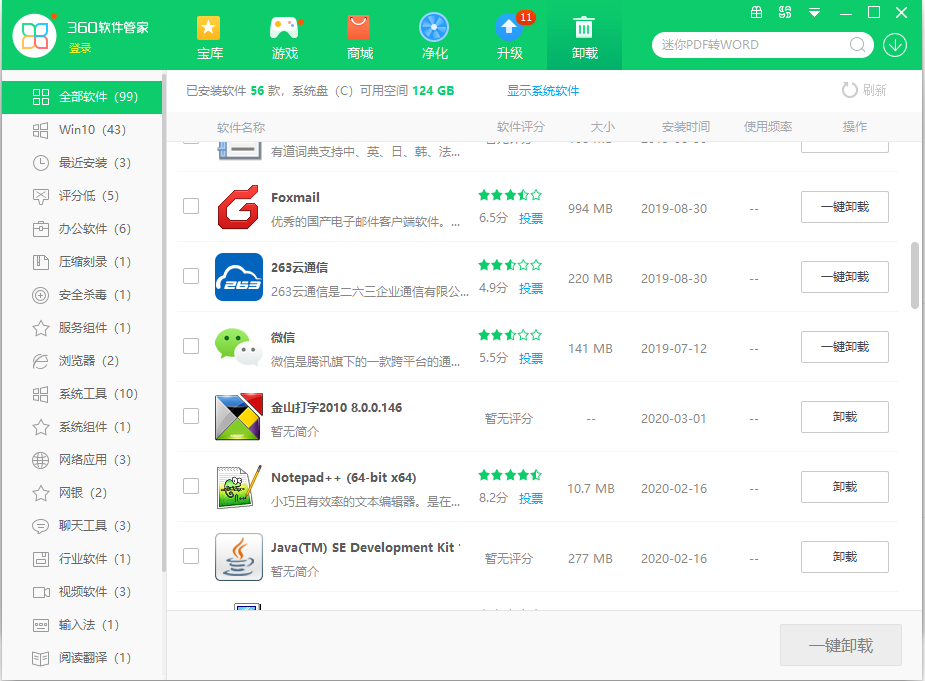 360软件管家
登录
宝库
游戏
商城
净化
11
升级
卸载
迷你PDF转WORD
全部软件 (99)
Win10 (43)
最近安装 (3)
评分低 (5)
办公软件 (6)
压缩刻录 (1)
安全杀毒 (1)
服务组件 (1)
浏览器 (2)
系统工具 (10)
系统组件 (1)
网络应用 (3)
网银 (2)
聊天工具 (3)
行业软件 (1)
视频软件 (3)
输入法 (1)
阅读翻译 (1)
已安装软件 56 款，系统盘（C）可用空间 124 GB
显示系统软件
刷新
软件名称 软件评分 大小 安装时间 使用频率 操作
有道词典支持中、英、日、韩、法...
Foxmail
优秀的国产电子邮件客户端软件。...
6.5分 投票 994 MB 2019-08-30 -- 一键卸载
263
263云通信
263云通信是二六三企业通信有限公...
4.9分 投票 220 MB 2019-08-30 -- 一键卸载
微信
微信是腾讯旗下的一款跨平台的通...
5.5分 投票 141 MB 2019-07-12 -- 一键卸载
金山打字2010 8.0.0.146
暂无简介
暂无评分 -- 2020-03-01 -- 卸载
Notepad++ (64-bit x64)
小巧且有效率的文本编辑器。是在...
8.2分 投票 10.7 MB 2020-02-16 -- 卸载
Java(TM) SE Development Kit
暂无简介
暂无评分 277 MB 2020-02-16 -- 卸载
一键卸载